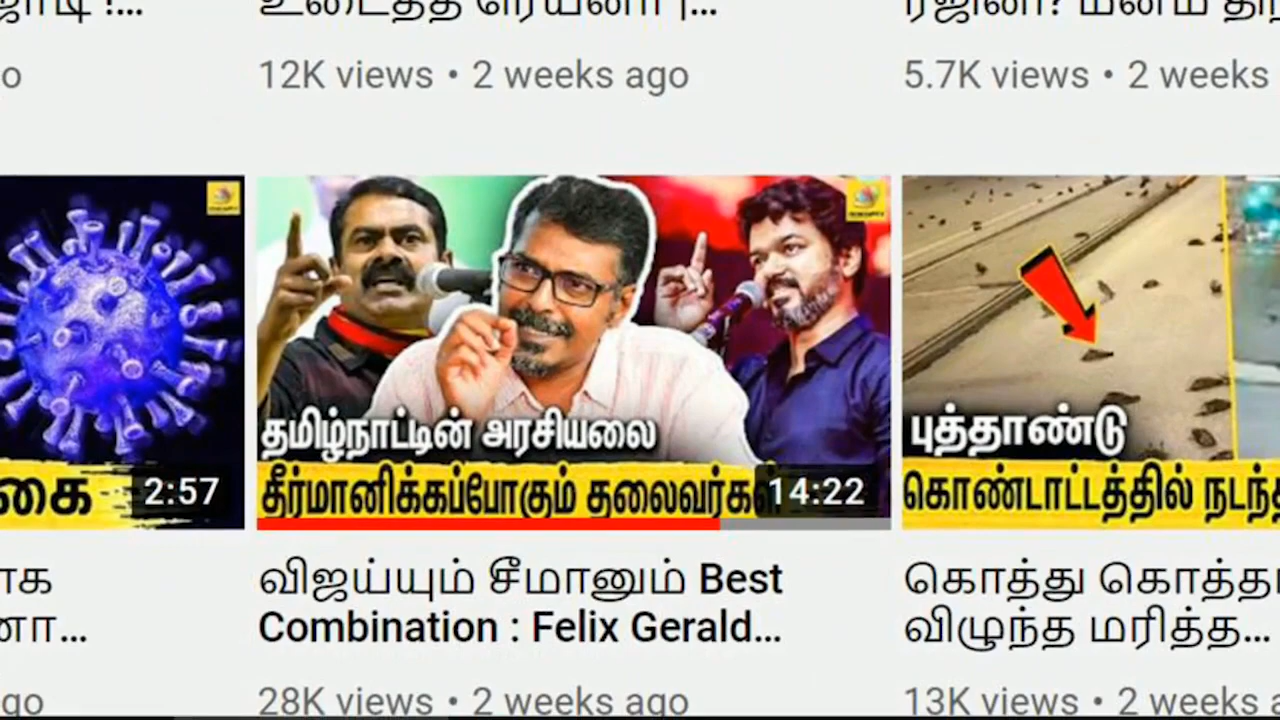 12K views • 2 weeks ago
5.7K views • 2 weeks
தமிழ்நாட்டின் அரசியலை
தீர்மானிக்கப்போகும் தலைவர்கள்
14:22
2:57
புத்தாண்டு
கொண்டாட்டத்தில்
விஜய்யும் சீமானும் Best
Combination : Felix Gerald...
28K views • 2 weeks ago
கொத்து
விழுந்த மரித்த...
13K views • 2 weeks